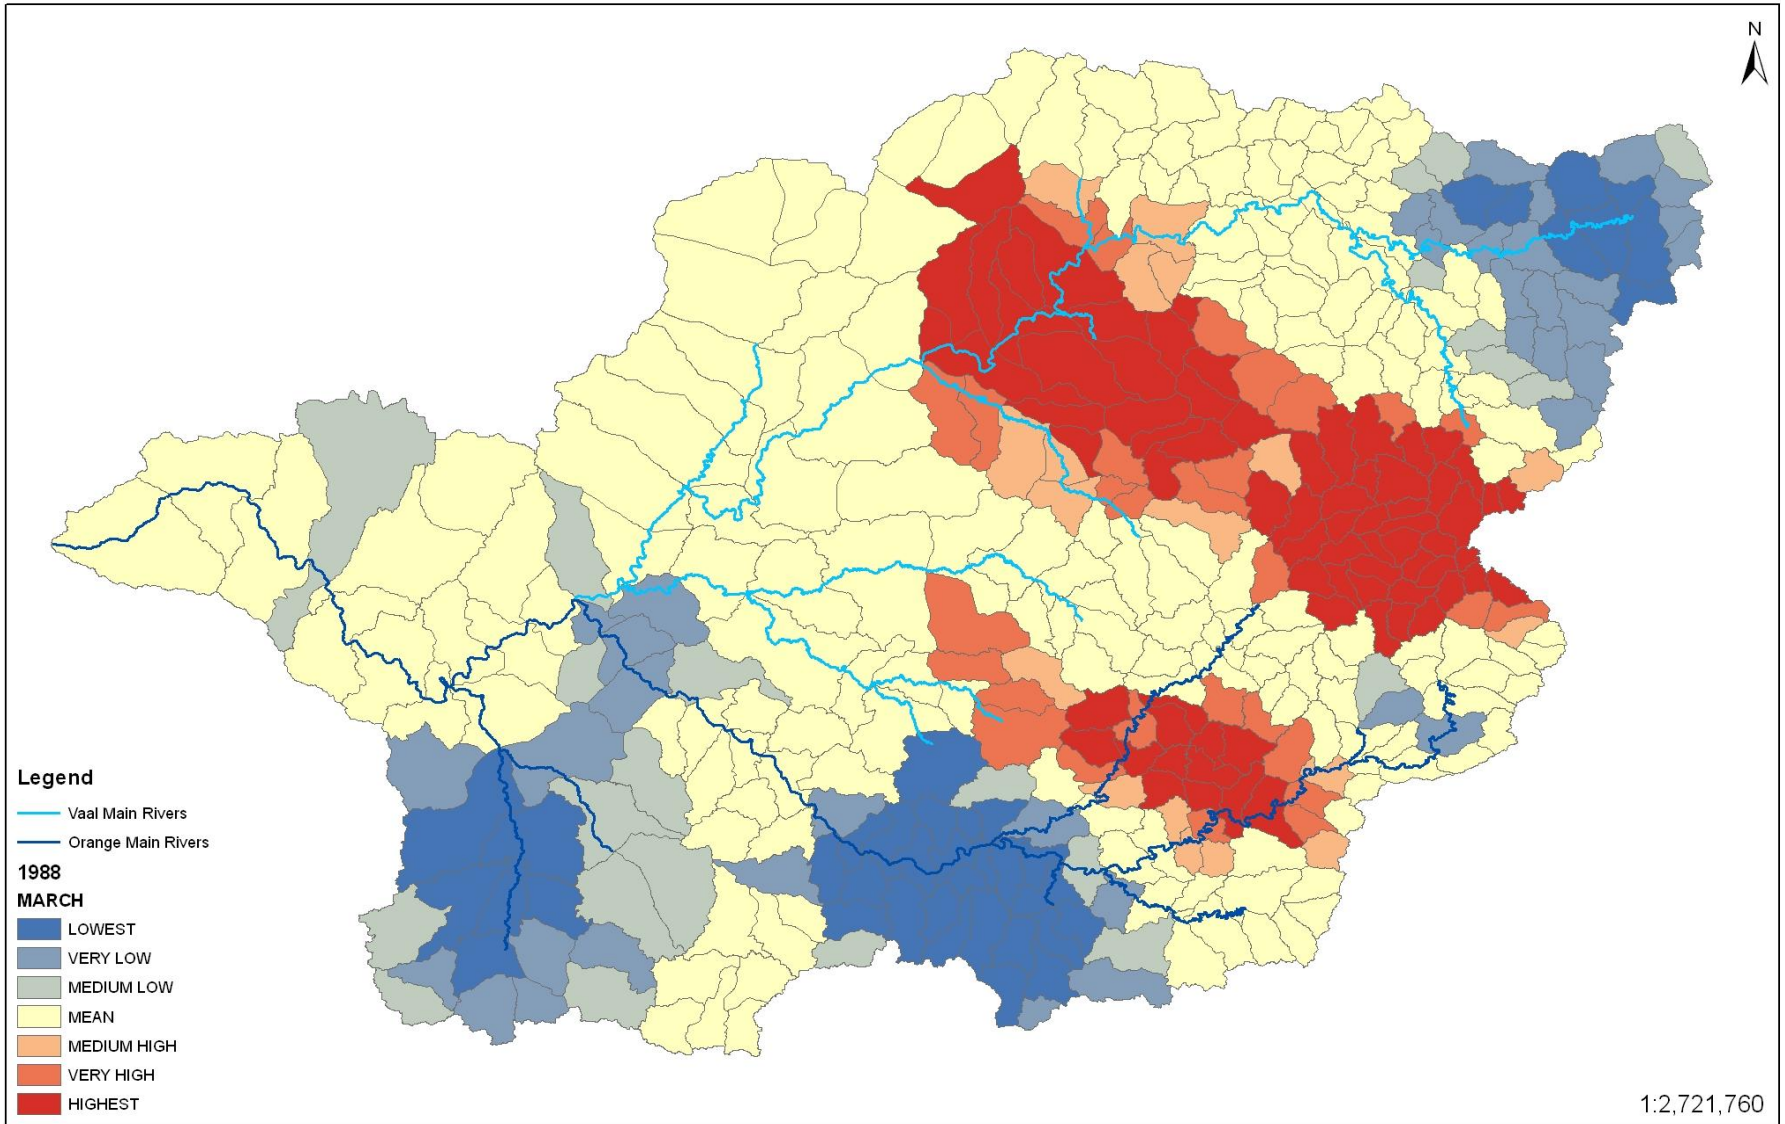 N
Legend
Vaal Main Rivers
Orange Main Rivers
1988
MARCH
LOWEST
VERY LOW
MEDIUM LOW
MEAN
MEDIUM HIGH
VERY HIGH
HIGHEST
1:2,721,760